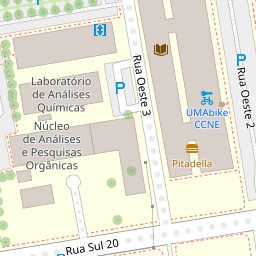 Laboratório
de Análises
Químicas
P
Rua Oeste 3
UMAbike
CCNE
Rua Oeste 2
Núcleo
de Análises
e Pesquisas
Orgânicas
Pitadella
Rua Sul 20